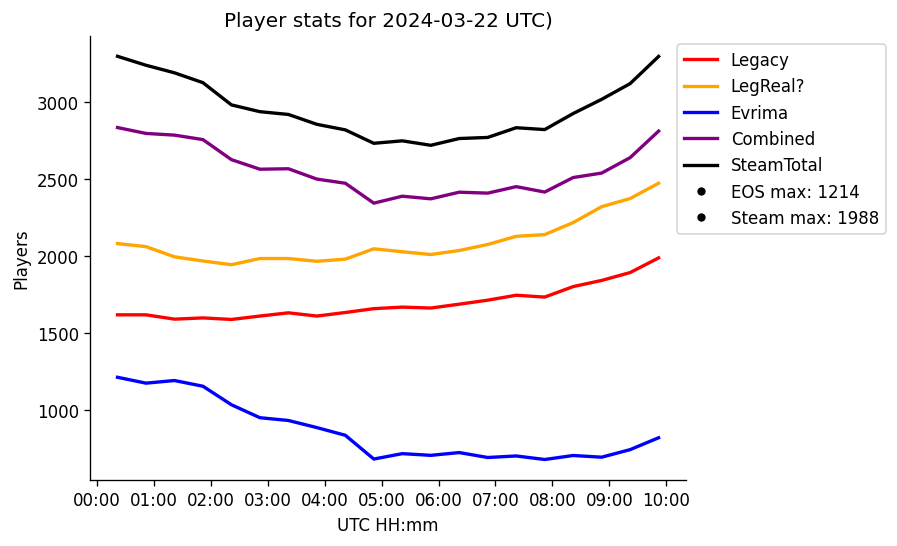 Player stats for 2024-03-22 UTC)
Players
3000
2500
2000
1500
1000
00:00 01:00 02:00 03:00 04:00 05:00 06:00 07:00 08:00 09:00 10:00
UTC HH:mm
Legacy
LegReal?
Evrima
Combined
SteamTotal
EOS max: 1214
Steam max: 1988